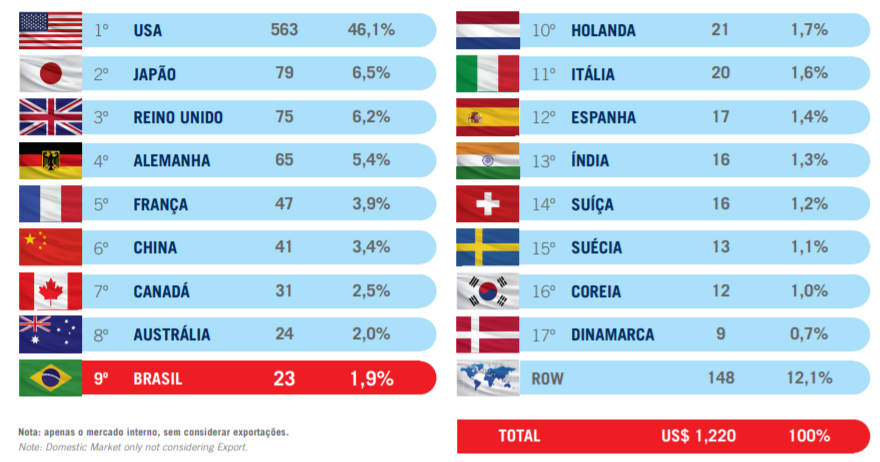 1º USA 563 46,1%
2º JAPÃO 79 6,5%
3º REINO UNIDO 75 6,2%
4º ALEMANHA 65 5,4%
5º FRANÇA 47 3,9%
6º CHINA 41 3,4%
7º CANADÁ 31 2,5%
8º AUSTRÁLIA 24 2,0%
9º BRASIL 23 1,9%
Nota: apenas o mercado interno, sem considerar exportações.
Note: Domestic Market only not considering Export.
10º HOLANDA 21 1,7%
11º ITÁLIA 20 1,6%
12º ESPANHA 17 1,4%
13º ÍNDIA 16 1,3%
14º SUÍÇA 16 1,2%
15º SUÉCIA 13 1,1%
16º COREIA 12 1,0%
17º DINAMARCA 9 0,7%
ROW 148 12,1%
TOTAL US$ 1,220 100%